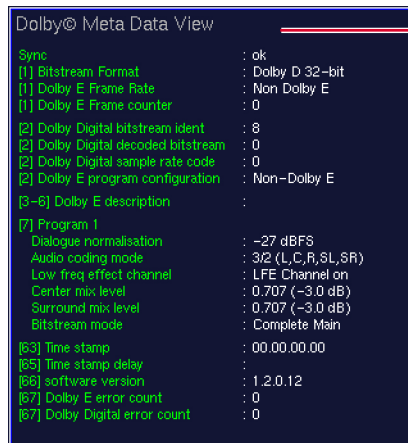 Dolby© Meta Data View
Sync : ok
[1] Bitstream Format : Dolby D 32-bit
[1] Dolby E Frame Rate : Non Dolby E
[1] Dolby E Frame counter : 0
[2] Dolby Digital bitstream ident : 8
[2] Dolby Digital decoded bitstream : 0
[2] Dolby Digital sample rate code : 0
[2] Dolby E program configuration : Non-Dolby E
[3-6] Dolby E description :
[7] Program 1
Dialogue normalisation : -27 dBFS
Audio coding mode : 3/2 (L,C,R,SL,SR)
Low freq effect channel : LFE Channel on
Center mix level : 0.707 (-3.0 dB)
Surround mix level : 0.707 (-3.0 dB)
Bitstream mode : Complete Main
[63] Time stamp : 00.00.00.00
[65] Time stamp delay :
[66] software version : 1.2.0.12
[67] Dolby E error count : 0
[67] Dolby Digital error count : 0